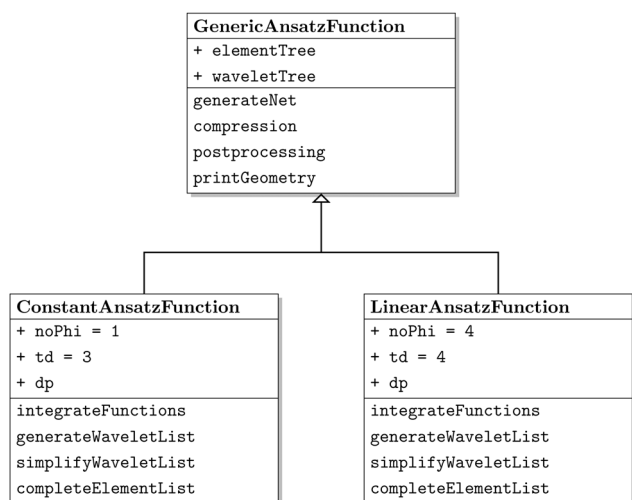 GenericAnsatzFunction
+ elementTree
+ waveletTree
generateNet
compression
postprocessing
printGeometry
ConstantAnsatzFunction
+ noPhi = 1
+ td = 3
+ dp
integrateFunctions
generateWaveletList
simplifyWaveletList
completeElementList
LinearAnsatzFunction
+ noPhi = 4
+ td = 4
+ dp
integrateFunctions
generateWaveletList
simplifyWaveletList
completeElementList